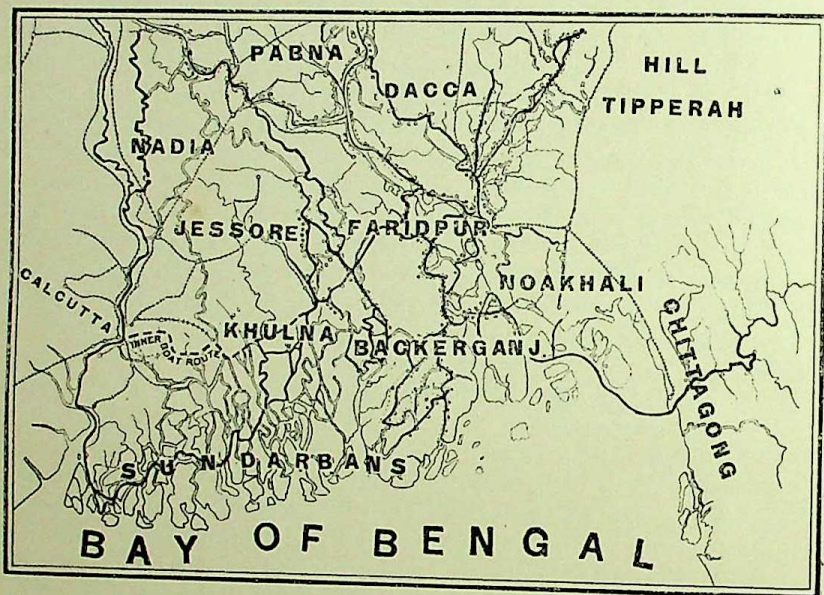 PABNA
HILL
TIPPERAH
DACCA
NADIA
JESSORE
FARIDPUR
NOAKHALI
CALCUTTA
CHITTAGONG
KHULNA
BACKERGANJ.
INNER
BOAT ROUTE
SUNDARBANS
BAY OF BENGAL